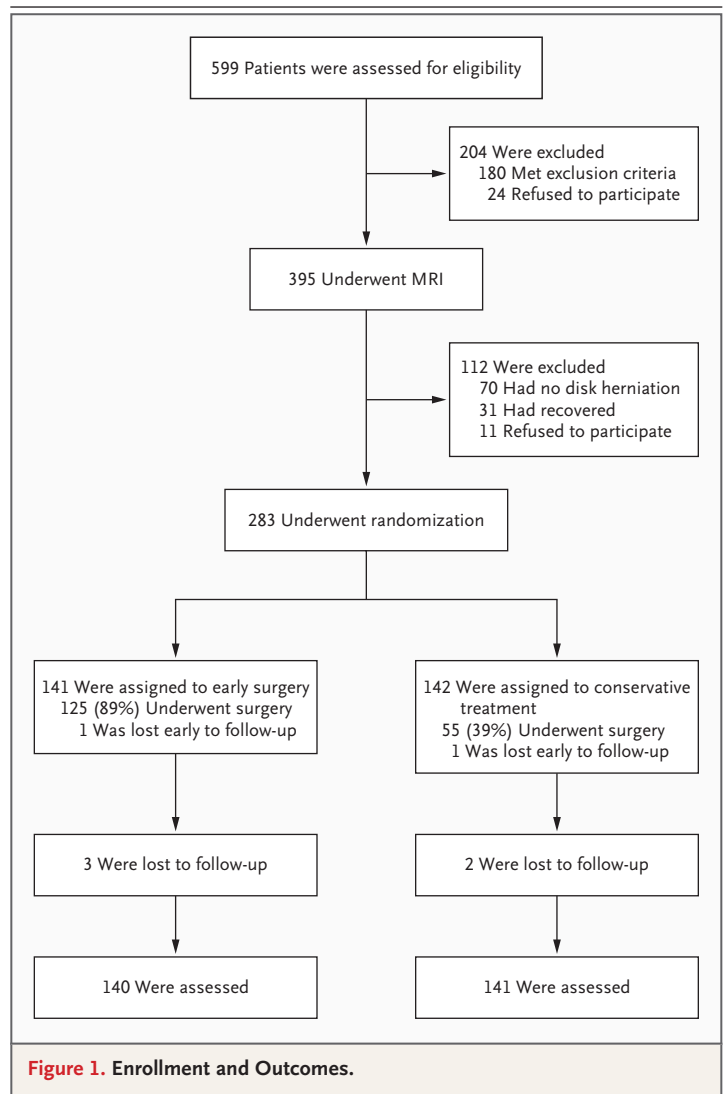 599 Patients were assessed for eligibility
204 Were excluded
180 Met exclusion criteria
24 Refused to participate
395 Underwent MRI
112 Were excluded
70 Had no disk herniation
31 Had recovered
11 Refused to participate
283 Underwent randomization
141 Were assigned to early surgery
125 (89%) Underwent surgery
1 Was lost early to follow-up
142 Were assigned to conservative
treatment
55 (39%) Underwent surgery
1 Was lost early to follow-up
3 Were lost to follow-up
2 Were lost to follow-up
140 Were assessed
141 Were assessed
Figure 1. Enrollment and Outcomes.